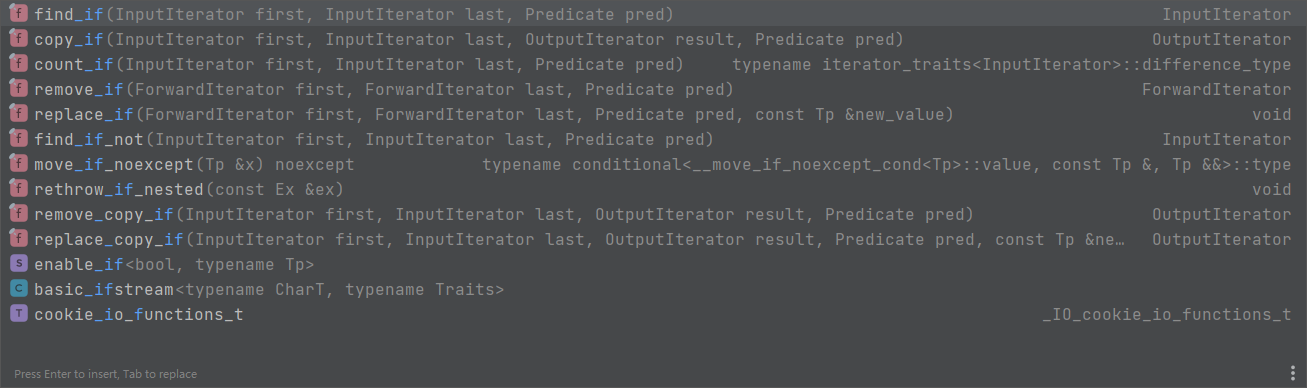 f find_if(InputIterator first, InputIterator last, Predicate pred) InputIterator
f copy_if(InputIterator first, InputIterator last, OutputIterator result, Predicate pred) OutputIterator
f count_if(InputIterator first, InputIterator last, Predicate pred) typename iterator_traits<InputIterator>::difference_type
f remove_if(ForwardIterator first, ForwardIterator last, Predicate pred) ForwardIterator
f replace_if(ForwardIterator first, ForwardIterator last, Predicate pred, const Tp &new_value) void
f find_if_not(InputIterator first, InputIterator last, Predicate pred) InputIterator
f move_if_noexcept(Tp &x) noexcept typename conditional<__move_if_noexcept_cond<Tp>::value, const Tp &, Tp &&>::type
f rethrow_if_nested(const Ex &ex) void
f remove_copy_if(InputIterator first, InputIterator last, OutputIterator result, Predicate pred) OutputIterator
f replace_copy_if(InputIterator first, InputIterator last, OutputIterator result, Predicate pred, const Tp &ne… OutputIterator
S enable_if<bool, typename Tp>
C basic_ifstream<typename CharT, typename Traits>
T cookie_io_functions_t _IO_cookie_io_functions_t
Press Enter to insert, Tab to replace